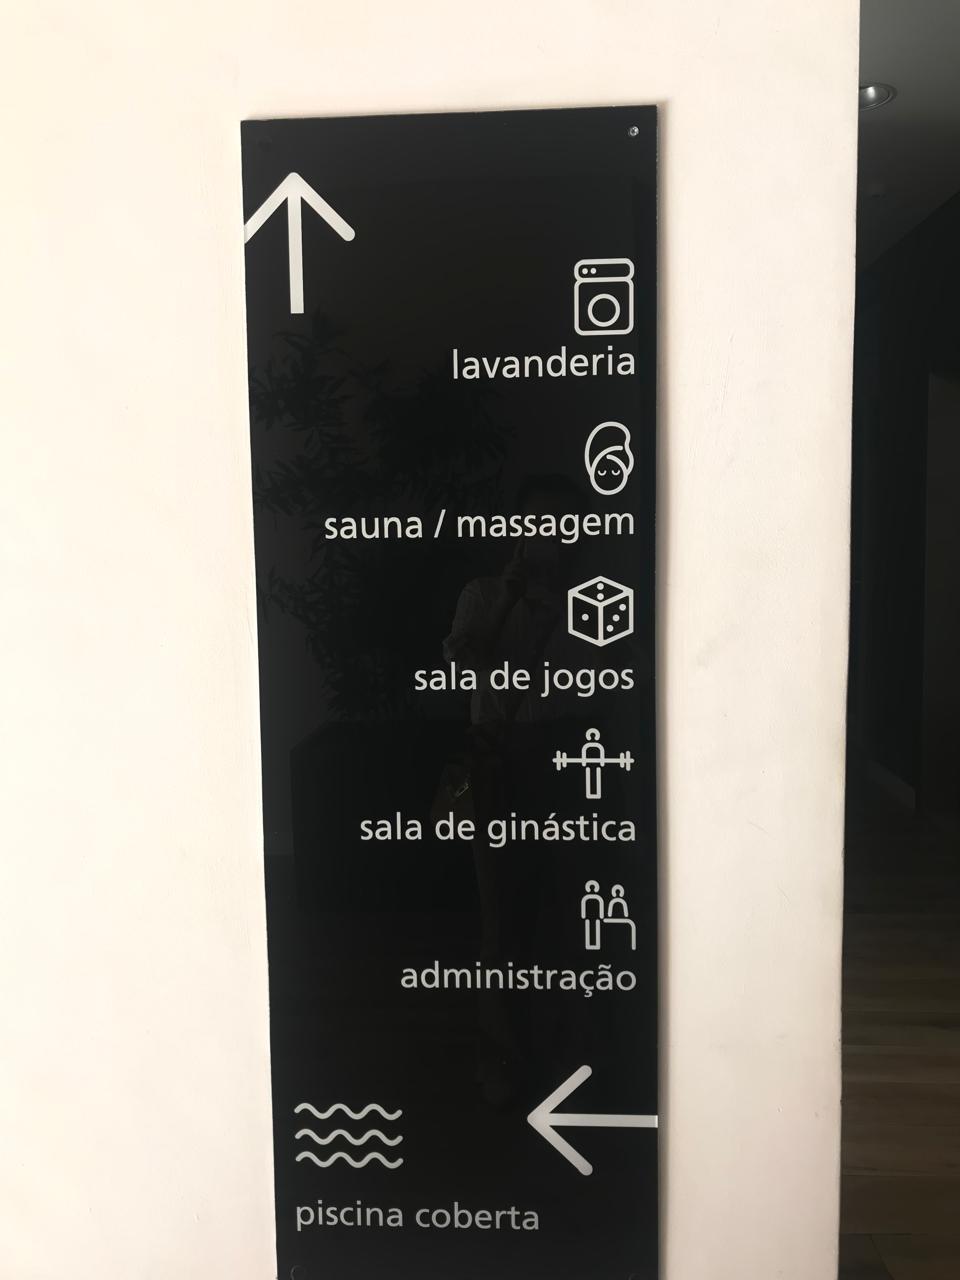 lavanderia
sauna / massagem
sala de jogos
sala de ginástica
administração
piscina coberta